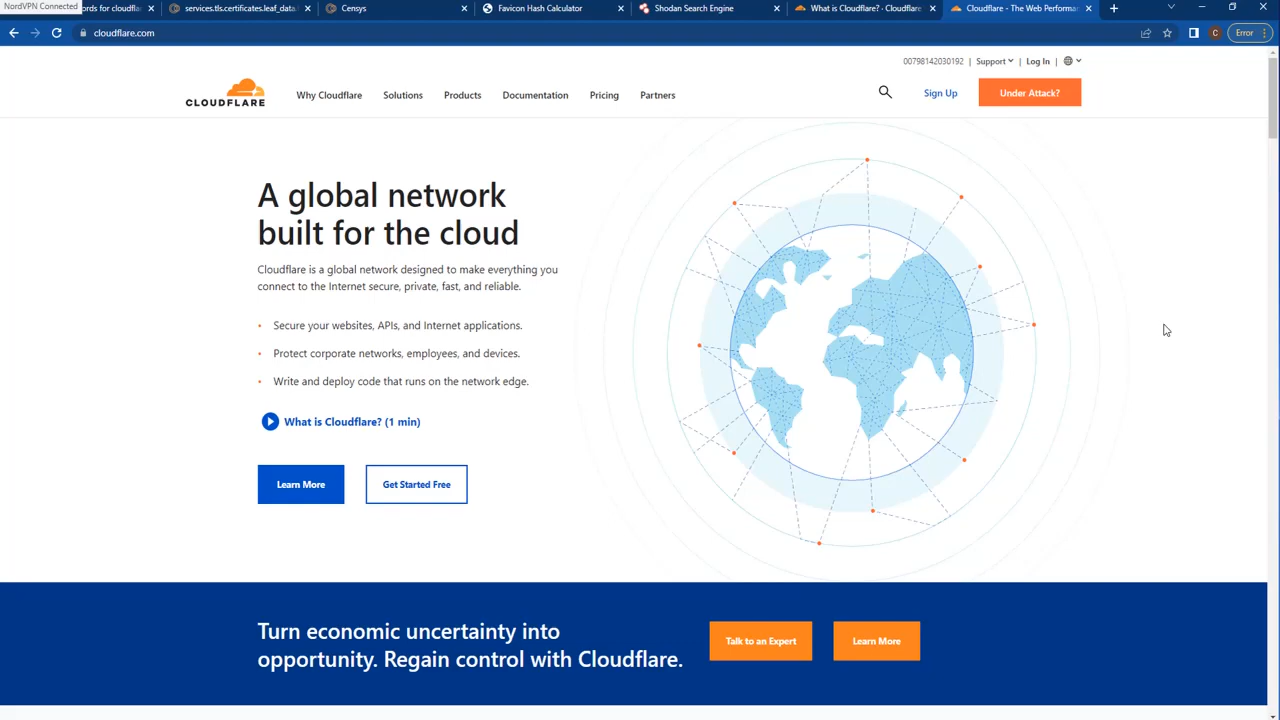 NordVPN Connected
rds for cloudfla
services.tls.certificates.leaf_data
Censys
Favicon Hash Calculator
Shodan Search Engine
What is Cloudflare? · Cloudflare
Cloudflare - The Web Performa
cloudflare.com
C
Error
00798142030192 | Support | Log In |
CLOUDFLARE
Why Cloudflare
Solutions
Products
Documentation
Pricing
Partners
Sign Up
Under Attack?
A global network
built for the cloud
Cloudflare is a global network designed to make everything you
connect to the Internet secure, private, fast, and reliable.
Secure your websites, APIs, and Internet applications.
Protect corporate networks, employees, and devices.
Write and deploy code that runs on the network edge.
What is Cloudflare? (1 min)
Learn More
Get Started Free
Turn economic uncertainty into
opportunity. Regain control with Cloudflare.
Talk to an Expert
Learn More